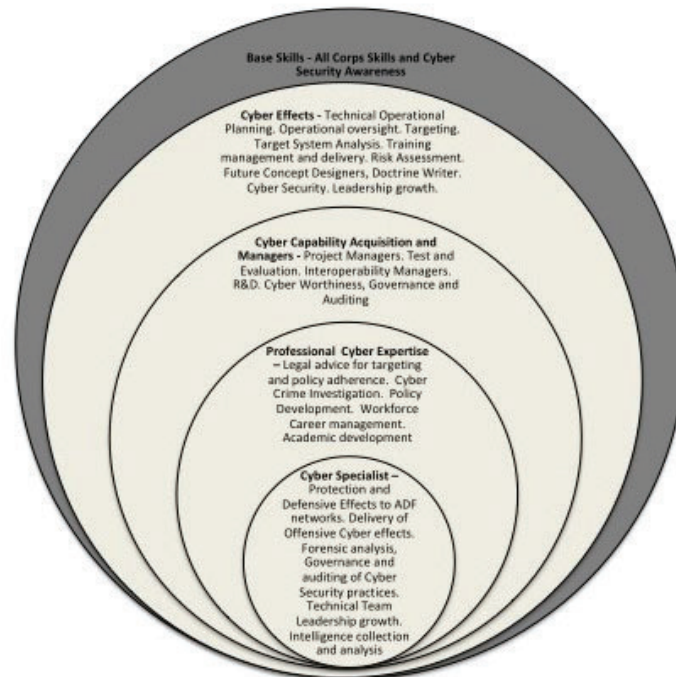 Base Skills - All Corps Skills and Cyber
Security Awareness
Cyber Effects - Technical Operational
Planning. Operational oversight. Targeting.
Target System Analysis. Training
management and delivery. Risk Assessment.
Future Concept Designers, Doctrine Writer.
Cyber Security. Leadership growth.
Cyber Capability Acquisition and
Managers - Project Managers. Test and
Evaluation. Interoperability Managers.
R&D. Cyber Worthiness, Governance and
Auditing
Professional Cyber Expertise
– Legal advice for targeting
and policy adherence. Cyber
Crime Investigation. Policy
Development. Workforce
Career management.
Academic development
Cyber Specialist –
Protection and
Defensive Effects to ADF
networks. Delivery of
Offensive Cyber effects.
Forensic analysis,
Governance and
auditing of Cyber
Security practices.
Technical Team
Leadership growth.
Intelligence collection
and analysis